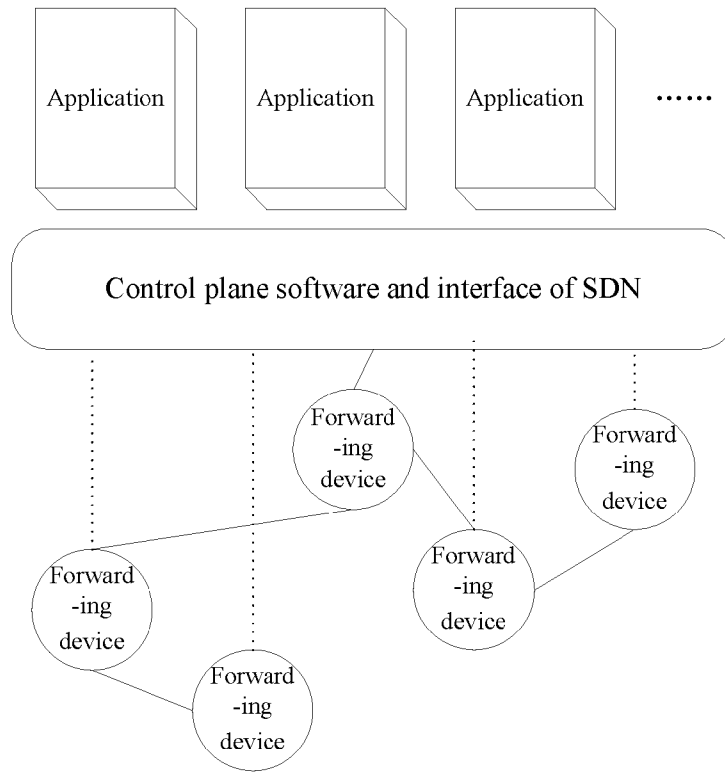 Application
Application
Application
......
Control plane software and interface of SDN
Forward
-ing
device
Forward
-ing
device
Forward
-ing
device
Forward
-ing
device
Forward
-ing
device